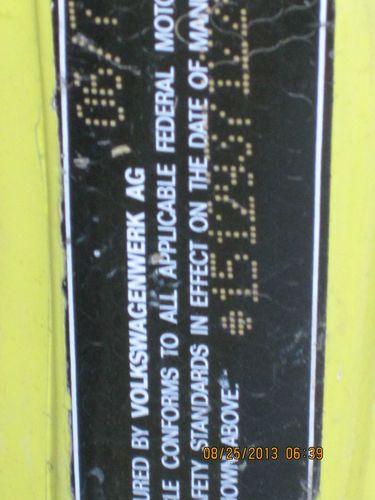 06/7
URED BY VOLKSWAGENWERK AG
LE CONFORMS TO ALL APPLICABLE FEDERAL MOTO
FETY STANDARDS IN EFFECT ON THE DATE OF MAN
OWN ABOVE.
08/25/2013 06:39